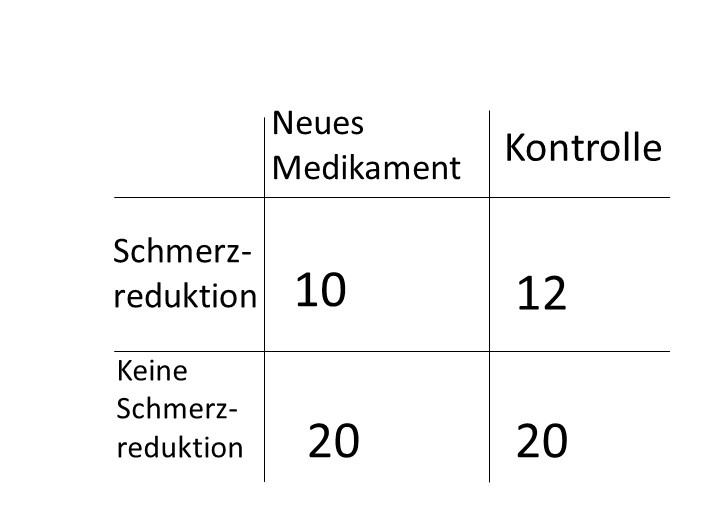 Neues
Medikament
Kontrolle
Schmerz-
reduktion
10
12
Keine
Schmerz-
reduktion
20
20